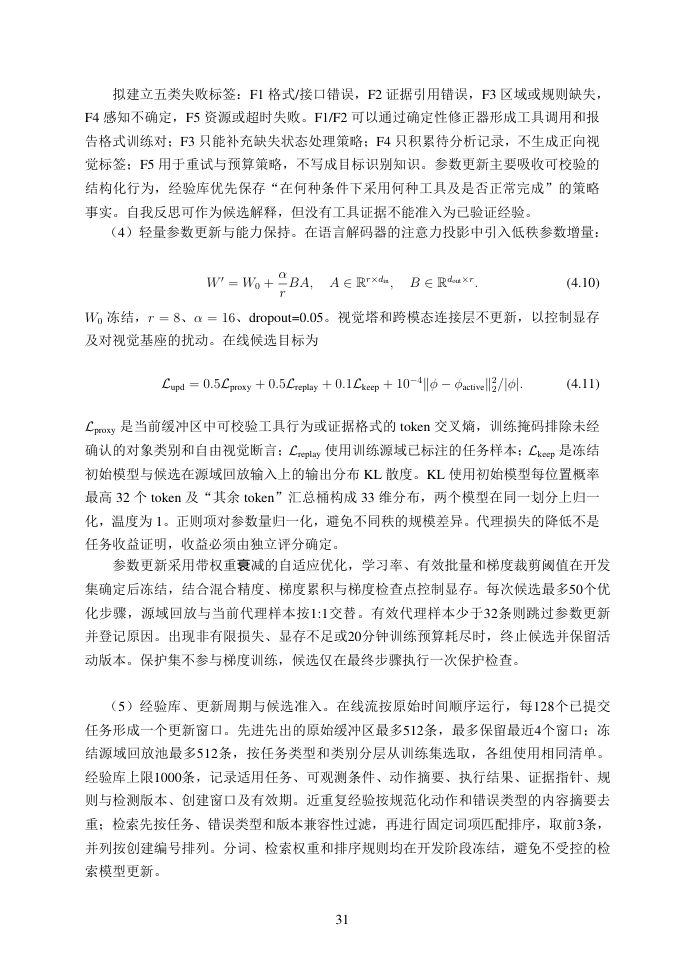 拟建立五类失败标签：F1 格式/接口错误，F2 证据引用错误，F3 区域或规则缺失，
F4 感知不确定，F5 资源或超时失败。F1/F2 可以通过确定性修正器形成工具调用和报
告格式训练对；F3 只能补充缺失状态处理策略；F4 只积累待分析记录，不生成正向视
觉标签；F5 用于重试与预算策略，不写成目标识别知识。参数更新主要吸收可校验的
结构化行为，经验库优先保存“在何种条件下采用何种工具及是否正常完成”的策略
事实。自我反思可作为候选解释，但没有工具证据不能准入为已验证经验。
（4）轻量参数更新与能力保持。在语言解码器的注意力投影中引入低秩参数增量：
W′ = W₀ + α/r BA, A ∈ ℝ^{r×d_in}, B ∈ ℝ^{d_out×r}. (4.10)
W₀ 冻结，r = 8、α = 16、dropout=0.05。视觉塔和跨模态连接层不更新，以控制显存
及对视觉基座的扰动。在线候选目标为
ℒ_upd = 0.5ℒ_proxy + 0.5ℒ_replay + 0.1ℒ_keep + 10⁻⁴‖ϕ − ϕ_active‖₂²/|ϕ|. (4.11)
ℒ_proxy 是当前缓冲区中可校验工具行为或证据格式的 token 交叉熵，训练掩码排除未经
确认的对象类别和自由视觉断言；ℒ_replay 使用训练源域已标注的任务样本；ℒ_keep 是冻结
初始模型与候选在源域回放输入上的输出分布 KL 散度。KL 使用初始模型每位置概率
最高 32 个 token 及“其余 token”汇总桶构成 33 维分布，两个模型在同一划分上归一
化，温度为 1。正则项对参数量归一化，避免不同秩的规模差异。代理损失的降低不是
任务收益证明，收益必须由独立评分确定。
参数更新采用带权重衰减的自适应优化，学习率、有效批量和梯度裁剪阈值在开发
集确定后冻结，结合混合精度、梯度累积与梯度检查点控制显存。每次候选最多50个优
化步骤，源域回放与当前代理样本按1:1交替。有效代理样本少于32条则跳过参数更新
并登记原因。出现非有限损失、显存不足或20分钟训练预算耗尽时，终止候选并保留活
动版本。保护集不参与梯度训练，候选仅在最终步骤执行一次保护检查。
（5）经验库、更新周期与候选准入。在线流按原始时间顺序运行，每128个已提交
任务形成一个更新窗口。先进先出的原始缓冲区最多512条，最多保留最近4个窗口；冻
结源域回放池最多512条，按任务类型和类别分层从训练集选取，各组使用相同清单。
经验库上限1000条，记录适用任务、可观测条件、动作摘要、执行结果、证据指针、规
则与检测版本、创建窗口及有效期。近重复经验按规范化动作和错误类型的内容摘要去
重；检索先按任务、错误类型和版本兼容性过滤，再进行固定词项匹配排序，取前3条，
并列按创建编号排列。分词、检索权重和排序规则均在开发阶段冻结，避免不受控的检
索模型更新。
31